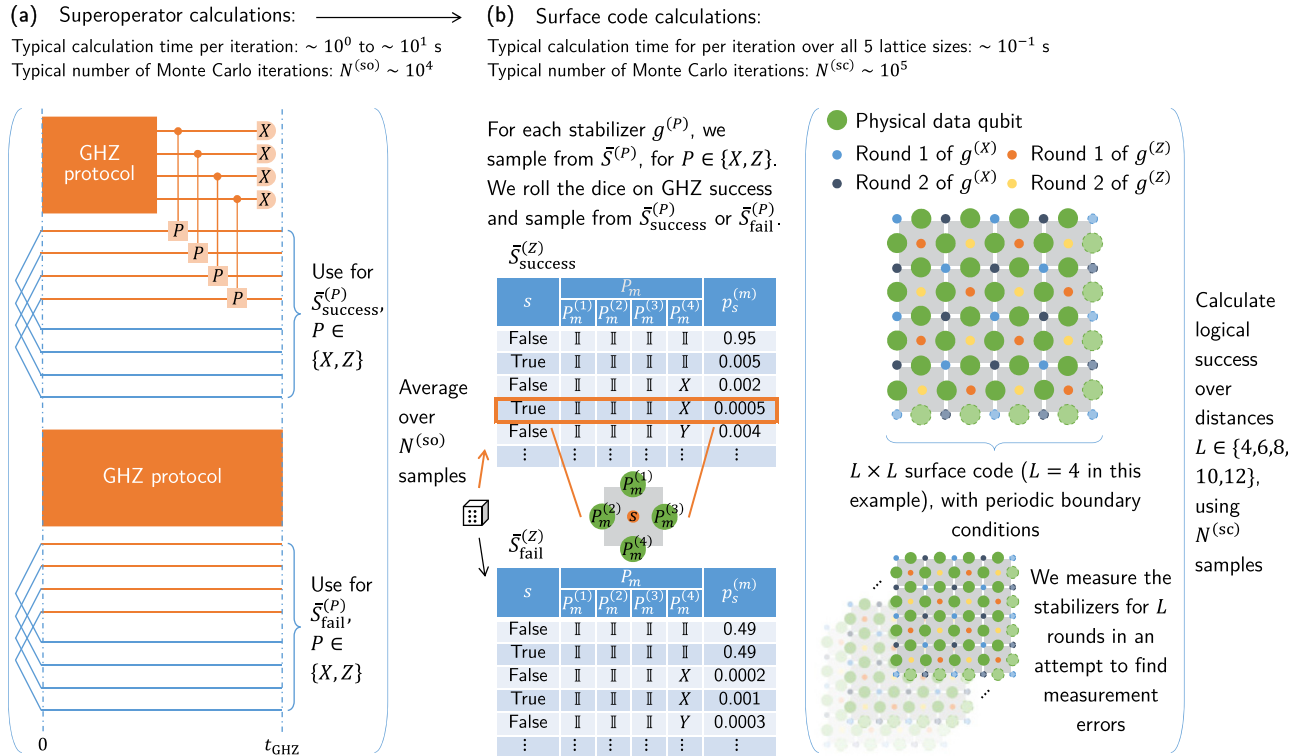 (a) Superoperator calculations:
Typical calculation time per iteration: ~ 10⁰ to ~ 10¹ s
Typical number of Monte Carlo iterations: N⁽ˢᵒ⁾ ~ 10⁴
GHZ
protocol
X
X
X
X
P
P
P
P
Use for
S̄_success^(P),
P ∈
{X, Z}
GHZ protocol
Use for
S̄_fail^(P),
P ∈
{X, Z}
0
t_GHZ
Average
over
N^(so)
samples
(b) Surface code calculations:
Typical calculation time for per iteration over all 5 lattice sizes: ~ 10⁻¹ s
Typical number of Monte Carlo iterations: N⁽ˢᶜ⁾ ~ 10⁵
For each stabilizer g^(P), we
sample from S̄^(P), for P ∈ {X, Z}.
We roll the dice on GHZ success
and sample from S̄_success^(P) or S̄_fail^(P).
S̄_success^(Z)
s P_m p_s^(m)
P_m^(1) P_m^(2) P_m^(3) P_m^(4)
False 𝕀 𝕀 𝕀 𝕀 0.95
True 𝕀 𝕀 𝕀 𝕀 0.005
False 𝕀 𝕀 𝕀 X 0.002
True 𝕀 𝕀 𝕀 X 0.0005
False 𝕀 𝕀 𝕀 Y 0.004
⋮ ⋮ ⋮ ⋮ ⋮ ⋮
P_m^(1)
P_m^(2) s P_m^(3)
P_m^(4)
S̄_fail^(Z)
s P_m p_s^(m)
P_m^(1) P_m^(2) P_m^(3) P_m^(4)
False 𝕀 𝕀 𝕀 𝕀 0.49
True 𝕀 𝕀 𝕀 𝕀 0.49
False 𝕀 𝕀 𝕀 X 0.0002
True 𝕀 𝕀 𝕀 X 0.001
False 𝕀 𝕀 𝕀 Y 0.0003
⋮ ⋮ ⋮ ⋮ ⋮ ⋮
Physical data qubit
Round 1 of g^(X) Round 1 of g^(Z)
Round 2 of g^(X) Round 2 of g^(Z)
L × L surface code (L = 4 in this
example), with periodic boundary
conditions
...
...
We measure the
stabilizers for L
rounds in an
attempt to find
measurement
errors
Calculate
logical
success
over
distances
L ∈ {4,6,8,
10,12},
using
N^(sc)
samples